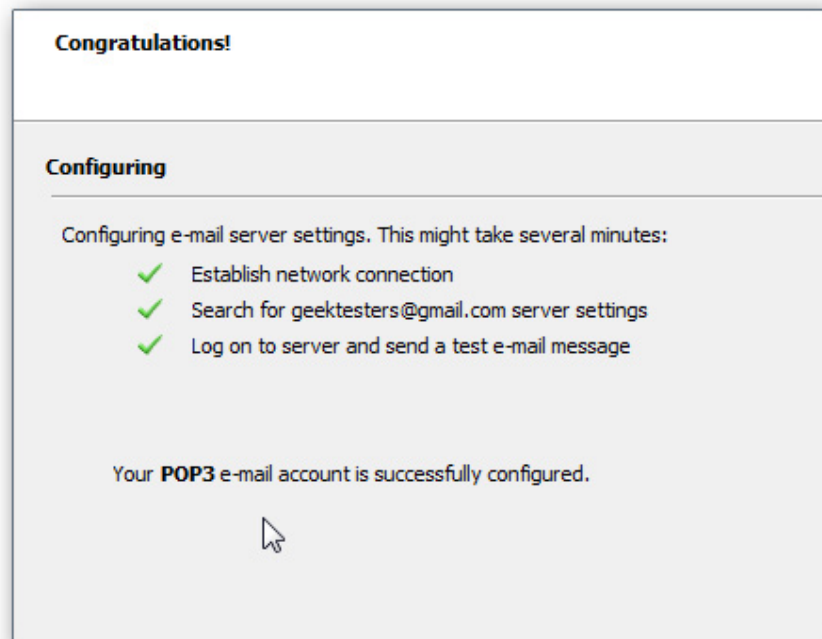 Congratulations!
Configuring
Configuring e-mail server settings. This might take several minutes:
Establish network connection
Search for geektesters@gmail.com server settings
Log on to server and send a test e-mail message
Your POP3 e-mail account is successfully configured.